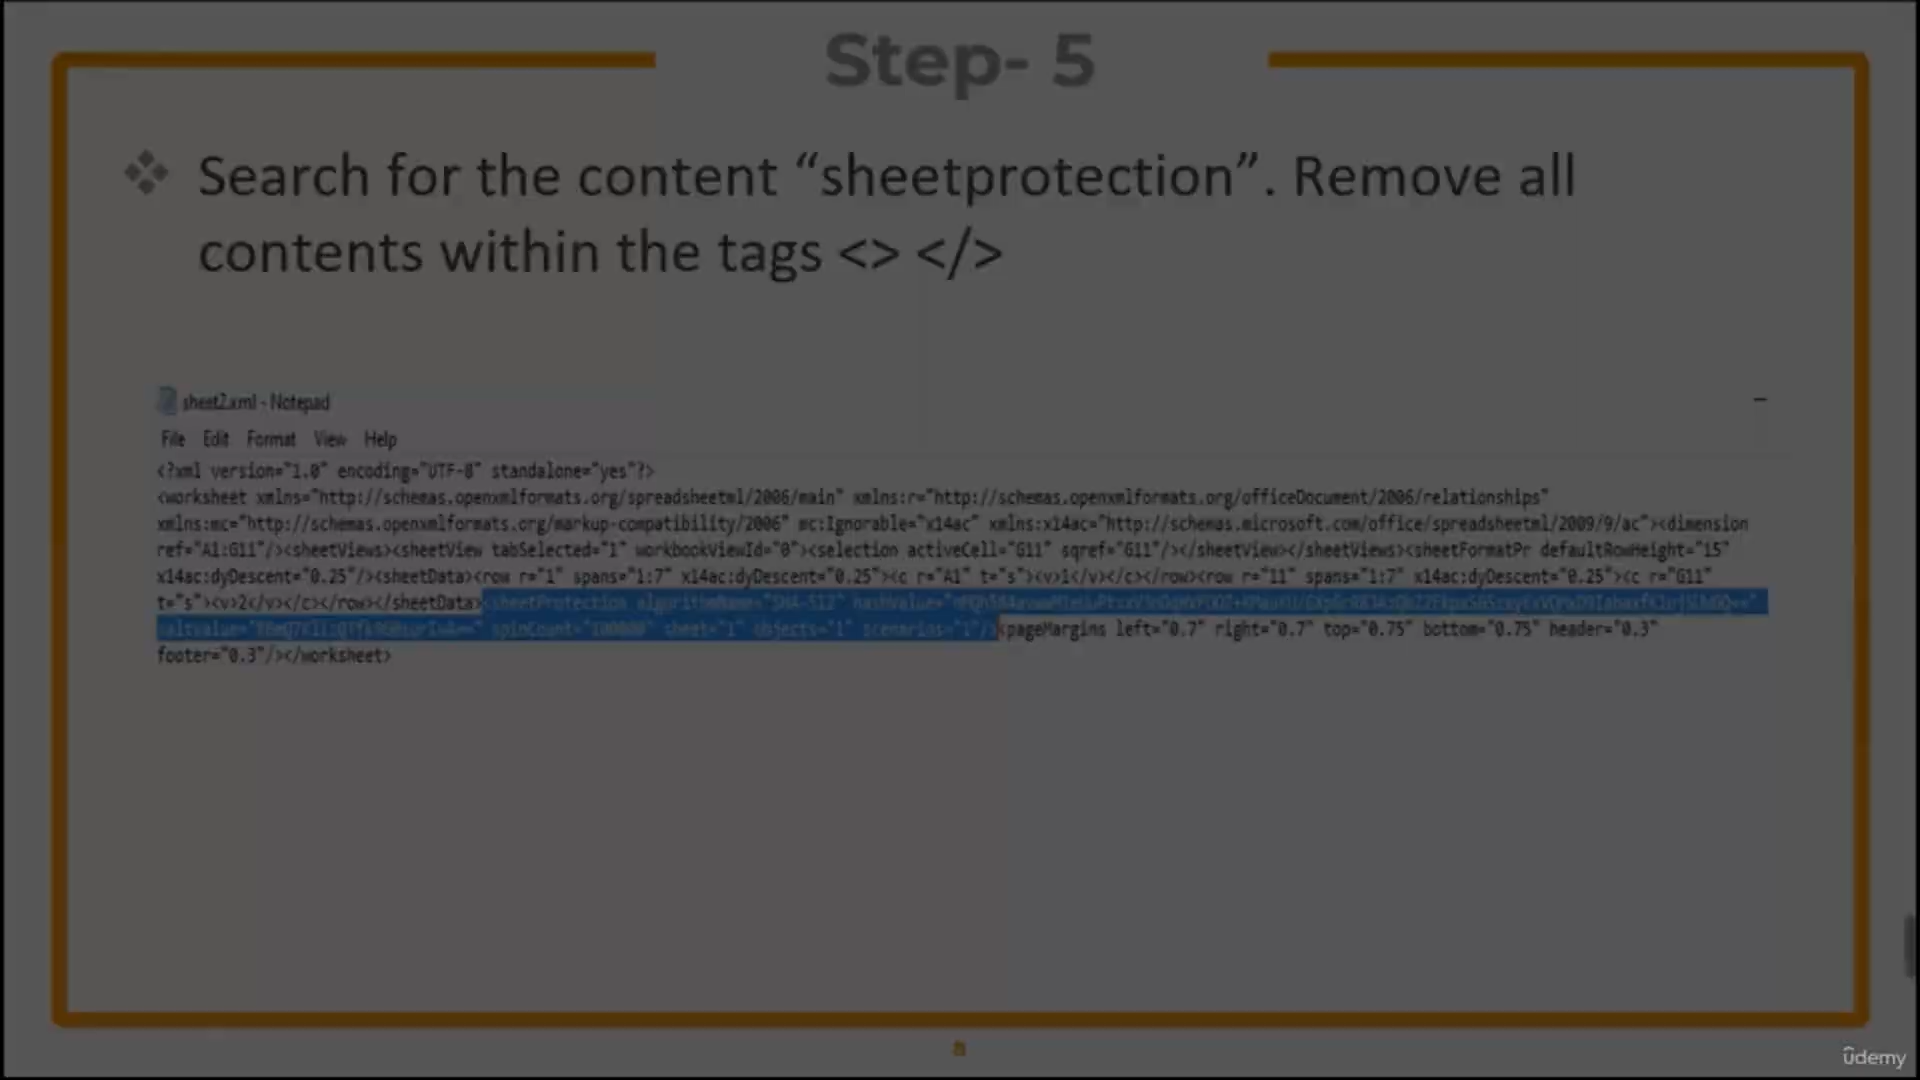 Step- 5
Search for the content “sheetprotection”. Remove all
contents within the tags <> </>
sheet2.xml - Notepad
File Edit Format View Help
<?xml version="1.0" encoding="UTF-8" standalone="yes"?>
<worksheet xmlns="http://schemas.openxmlformats.org/spreadsheetml/2006/main" xmlns:r="http://schemas.openxmlformats.org/officeDocument/2006/relationships"
xmlns:mc="http://schemas.openxmlformats.org/markup-compatibility/2006" mc:Ignorable="x14ac" xmlns:x14ac="http://schemas.microsoft.com/office/spreadsheetml/2009/9/ac"><dimension
ref="A1:G11"/><sheetViews><sheetView tabSelected="1" workbookViewId="0"><selection activeCell="G11" sqref="G11"/></sheetView></sheetViews><sheetFormatPr defaultRowHeight="15"
x14ac:dyDescent="0.25"/><sheetData><row r="1" spans="1:7" x14ac:dyDescent="0.25"><c r="A1" t="s"><v>1</v></c></row><row r="11" spans="1:7" x14ac:dyDescent="0.25"><c r="G11"
t="s"><v>2</v></c></row></sheetData><sheetProtection algorithmName="SHA-512" hashValue="
saltValue=" spinCount="100000" sheet="1" objects="1" scenarios="1"/><pageMargins left="0.7" right="0.7" top="0.75" bottom="0.75" header="0.3"
footer="0.3"/></worksheet>
ûdemy